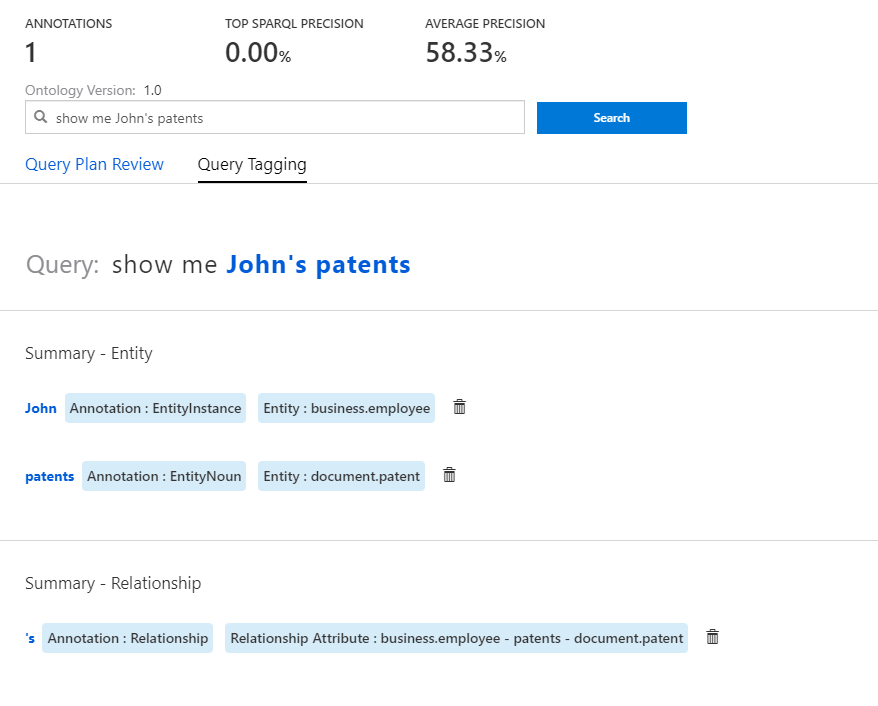 ANNOTATIONS TOP SPARQL PRECISION AVERAGE PRECISION
1 0.00% 58.33%
Ontology Version: 1.0
show me John's patents Search
Query Plan Review Query Tagging
Query: show me John's patents
Summary - Entity
John Annotation : EntityInstance Entity : business.employee
patents Annotation : EntityNoun Entity : document.patent
Summary - Relationship
's Annotation : Relationship Relationship Attribute : business.employee - patents - document.patent